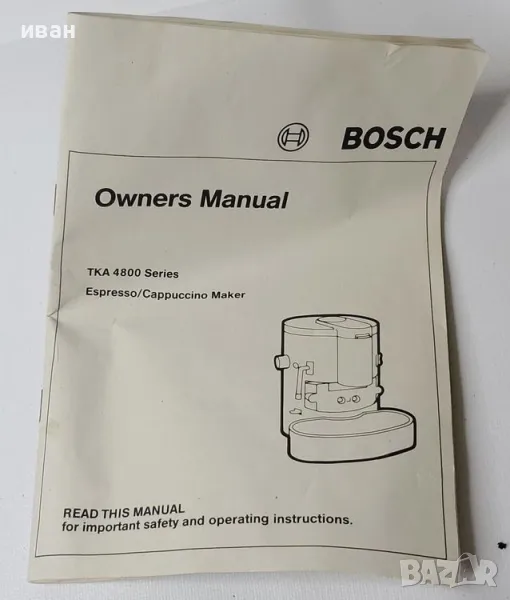 иван
BOSCH
Owners Manual
TKA 4800 Series
Espresso/Cappuccino Maker
READ THIS MANUAL
for important safety and operating instructions.
BAZAR